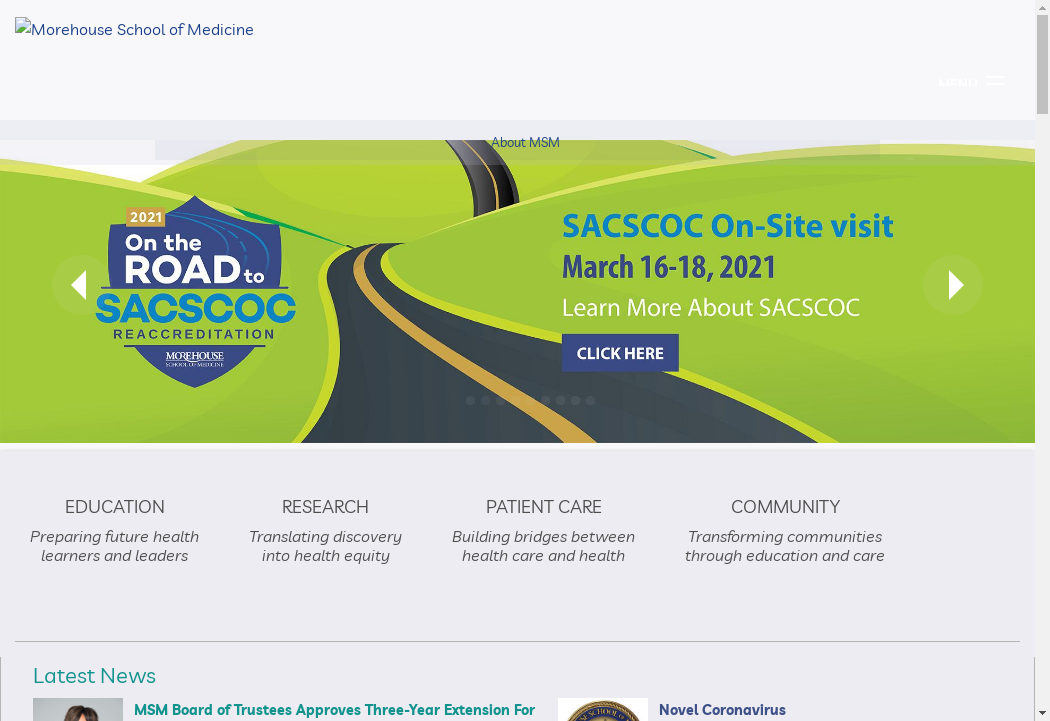 Morehouse School of Medicine
MENU
About MSM
2021
On the
ROAD to
SACSCOC
REACCREDITATION
MOREHOUSE
SCHOOL OF MEDICINE
SACSCOC On-Site visit
March 16-18, 2021
Learn More About SACSCOC
CLICK HERE
EDUCATION
Preparing future health
learners and leaders
RESEARCH
Translating discovery
into health equity
PATIENT CARE
Building bridges between
health care and health
COMMUNITY
Transforming communities
through education and care
Latest News
MSM Board of Trustees Approves Three-Year Extension For
Novel Coronavirus